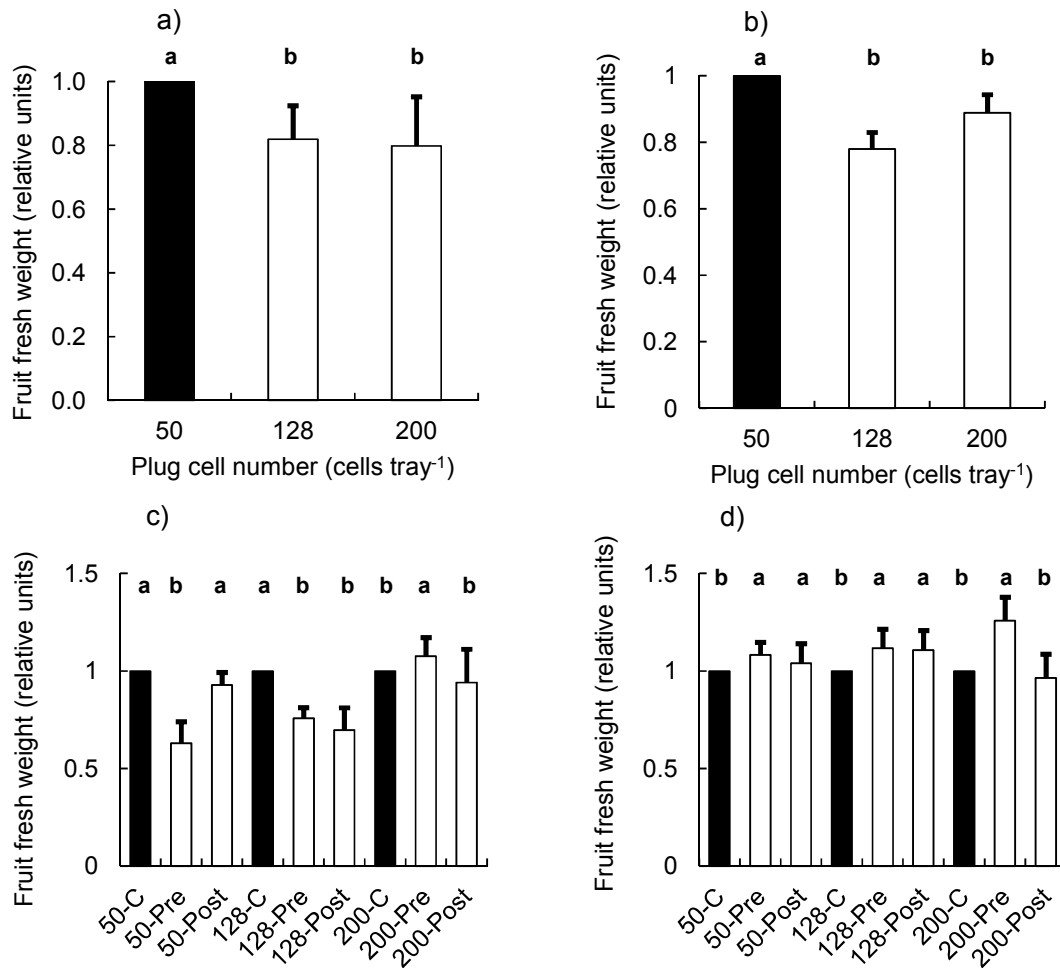 a)
Fruit fresh weight (relative units)
a b b
1.0
0.8
0.6
0.4
0.2
0.0
50 128 200
Plug cell number (cells tray-1)
b)
Fruit fresh weight (relative units)
a b b
1
0.8
0.6
0.4
0.2
0
50 128 200
Plug cell number (cells tray-1)
c)
Fruit fresh weight (relative units)
a b a a b b b a b
1.5
1
0.5
0
50-C
50-Pre
50-Post
128-C
128-Pre
128-Post
200-C
200-Pre
200-Post
d)
Fruit fresh weight (relative units)
b a a b a a b a b
1.5
1
0.5
0
50-C
50-Pre
50-Post
128-C
128-Pre
128-Post
200-C
200-Pre
200-Post